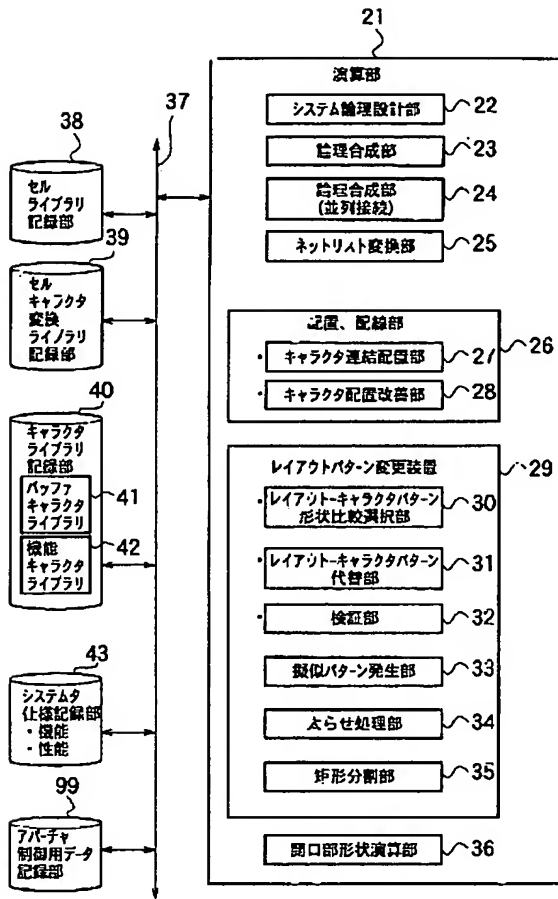 21
演算部
システム論理設計部 22
論理合成部 23
論理合成部
(並列接続) 24
ネットリスト変換部 25
配置、配線部 26
・キャラクタ連結配置部 27
・キャラクタ配置改善部 28
レイアウトパターン変更装置 29
・レイアウトーキャラクタパターン
形状比較選択部 30
・レイアウトーキャラクタパターン
代替部 31
・検証部 32
擬似パターン発生部 33
太らせ処理部 34
矩形分割部 35
開口部形状演算部 36
37
38
セル
ライブラリ
記録部
39
セル
キャラクタ
変換
ライブラリ
記録部
40
キャラクタ
ライブラリ
記録部
バッファ
キャラクタ
ライブラリ
41
機能
キャラクタ
ライブラリ
42
43
システムタ
仕様記録部
・機能
・性能
99
アパーチャ
制御用データ
記録部